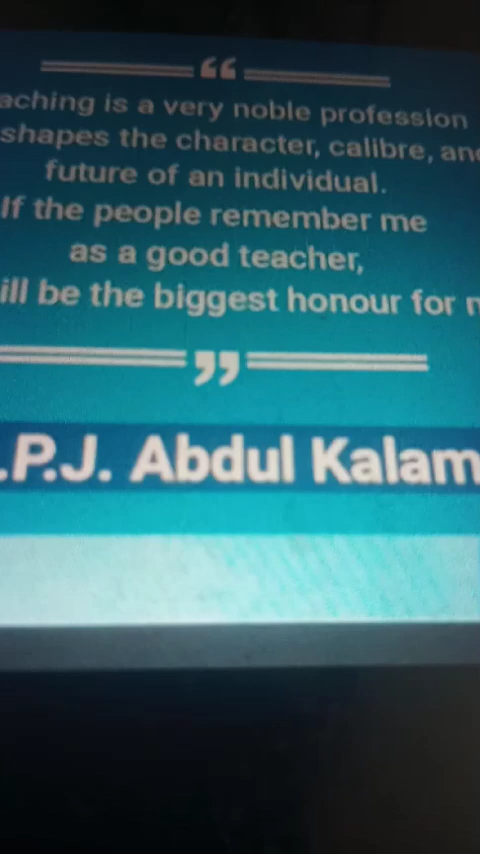 “
aching is a very noble profession
shapes the character, calibre, and
future of an individual.
If the people remember me
as a good teacher,
ill be the biggest honour for m
”
.P.J. Abdul Kalam